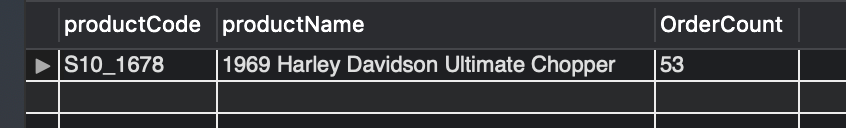 productCode productName OrderCount
S10_1678 1969 Harley Davidson Ultimate Chopper 53